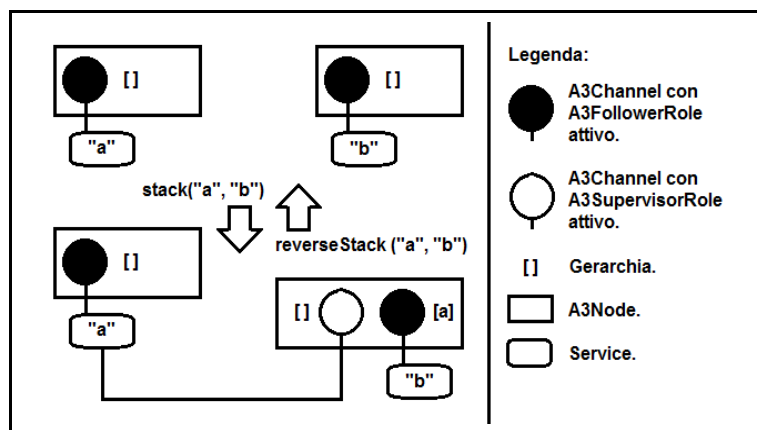 [ ]
[ ]
"a"
"b"
stack("a", "b")
reverseStack ("a", "b")
[ ]
"a"
[ ]
[a]
"b"
Legenda:
A3Channel con
A3FollowerRole
attivo.
A3Channel con
A3SupervisorRole
attivo.
[ ]
Gerarchia.
A3Node.
Service.